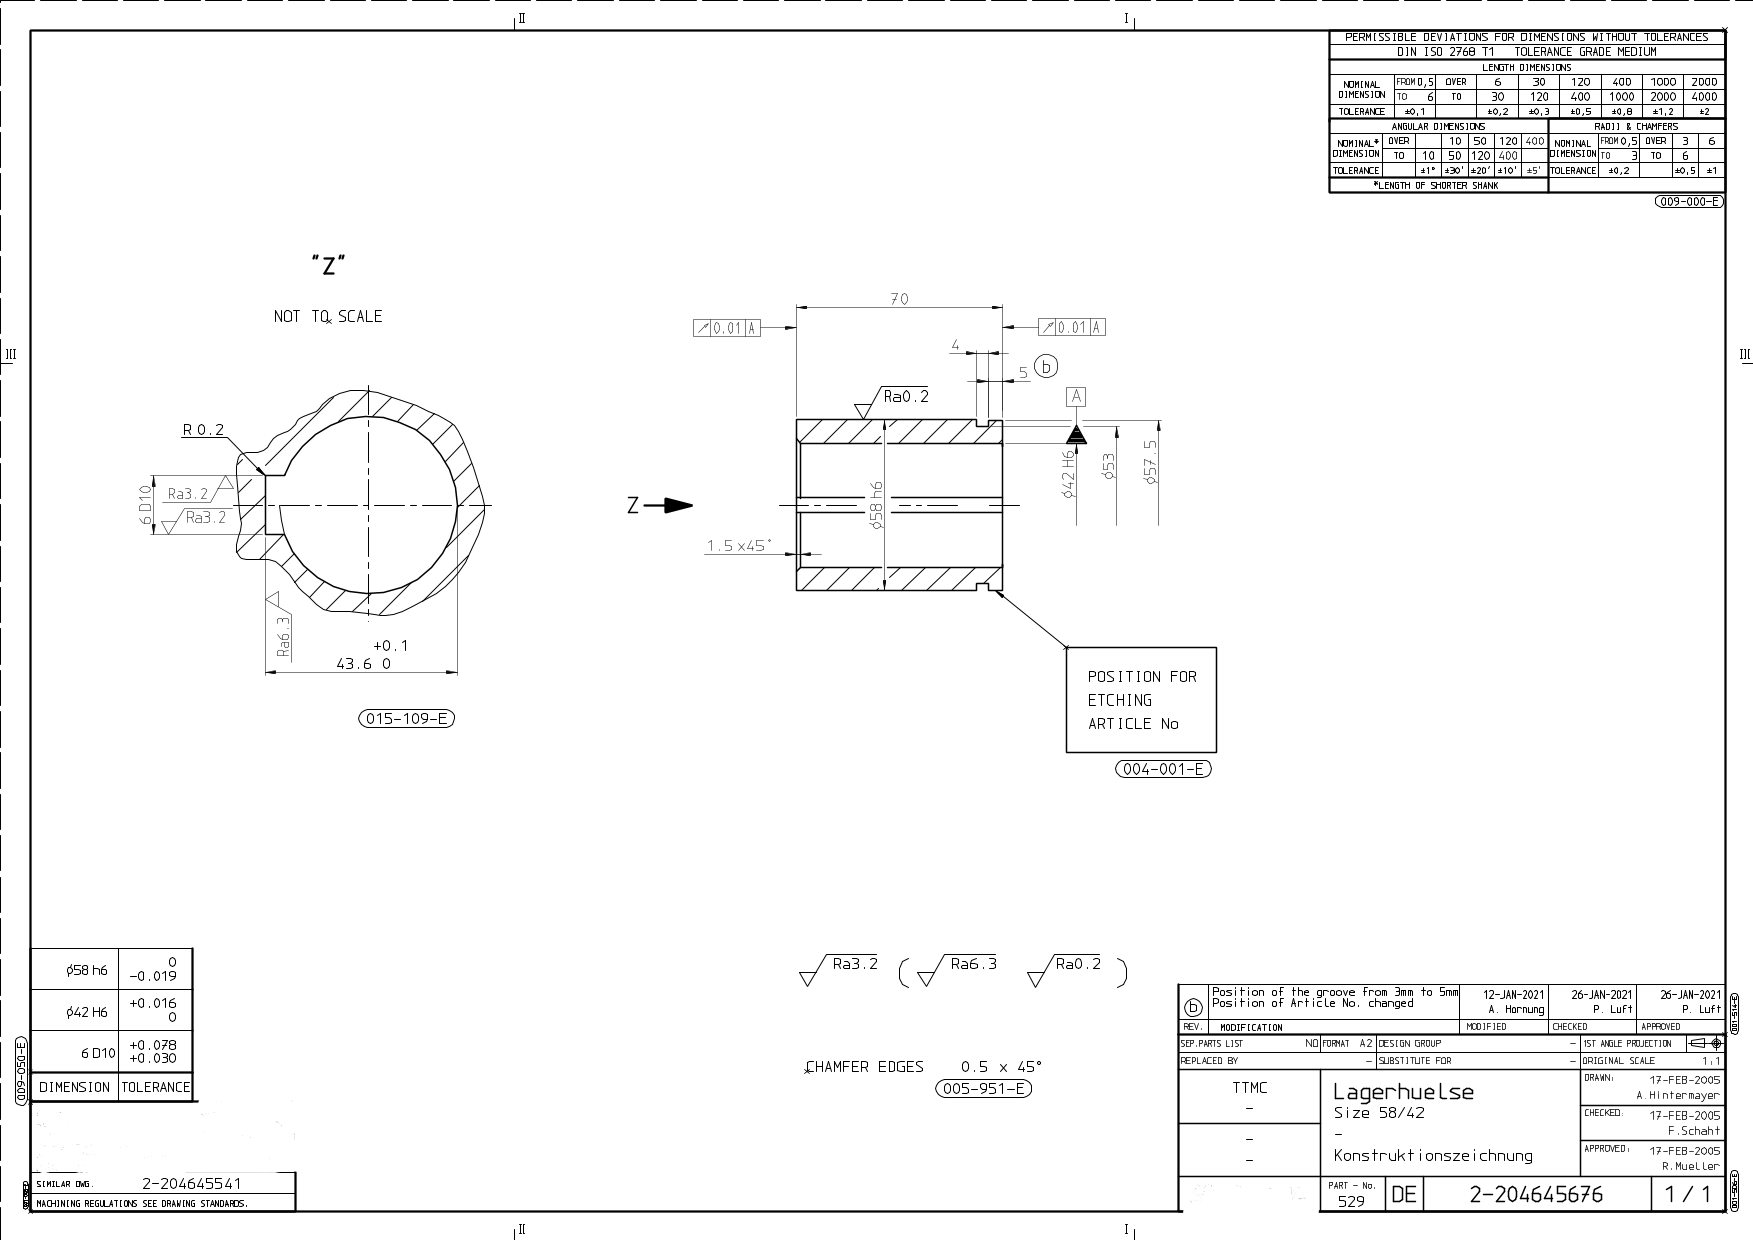 II
I
III
III
PERMISSIBLE DEVIATIONS FOR DIMENSIONS WITHOUT TOLERANCES
DIN ISO 2768 T1 TOLERANCE GRADE MEDIUM
LENGTH DIMENSIONS
NOMINAL DIMENSION FROM 0,5 OVER 6 30 120 400 1000 2000
TO 6 TO 30 120 400 1000 2000 4000
TOLERANCE ±0,1 ±0,2 ±0,3 ±0,5 ±0,8 ±1,2 ±2
ANGULAR DIMENSIONS
NOMINAL* DIMENSION OVER 10 50 120 400
TO 10 50 120 400
TOLERANCE ±1° ±30' ±20' ±10' ±5'
*LENGTH OF SHORTER SHANK
RADII & CHAMFERS
NOMINAL DIMENSION FROM 0,5 OVER 3 6
TO 3 TO 6
TOLERANCE ±0,2 ±0,5 ±1
009-000-E
"Z"
NOT TO SCALE
R 0.2
6 D10
Ra3.2
Ra3.2
Ra6.3
+0.1
43.6 0
015-109-E
70
0.01 A
0.01 A
4
5
b
A
Ra0.2
ϕ58 h6
ϕ42 H6
ϕ53
ϕ57.5
Z
1.5 x45°
POSITION FOR
ETCHING
ARTICLE No
004-001-E
Ra3.2 ( Ra6.3 Ra0.2 )
CHAMFER EDGES 0.5 x 45°
005-951-E
ϕ58 h6 0
-0.019
ϕ42 H6 +0.016
0
6 D10 +0.078
+0.030
DIMENSION TOLERANCE
009-050-E
SIMILAR DWG. 2-204645541
MACHINING REGULATIONS SEE DRAWING STANDARDS.
b Position of the groove from 3mm to 5mm 12-JAN-2021 26-JAN-2021 26-JAN-2021
Position of Article No. changed A. Hornung P. Luft P. Luft
REV. MODIFICATION MODIFIED CHECKED APPROVED
001-514-E
SEP.PARTS LIST NO FORMAT A2 DESIGN GROUP - 1ST ANGLE PROJECTION
REPLACED BY - SUBSTITUTE FOR - ORIGINAL SCALE 1:1
TTMC
-
-
-
Lagerhuelse
Size 58/42
-
Konstruktionszeichnung
DRAWN: 17-FEB-2005
A.Hintermayer
CHECKED: 17-FEB-2005
F.Schaht
APPROVED: 17-FEB-2005
R.Mueller
PART - No.
529
DE
2-204645676
1 / 1
001-506-E
II
I